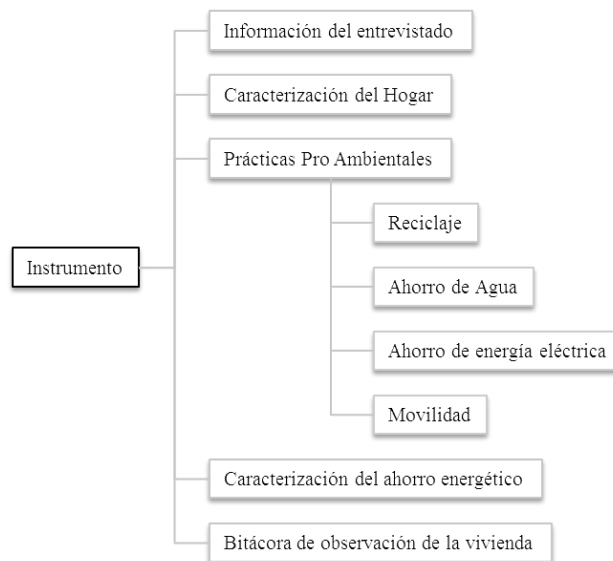 Información del entrevistado
Caracterización del Hogar
Prácticas Pro Ambientales
Reciclaje
Instrumento
Ahorro de Agua
Ahorro de energía eléctrica
Movilidad
Caracterización del ahorro energético
Bitácora de observación de la vivienda